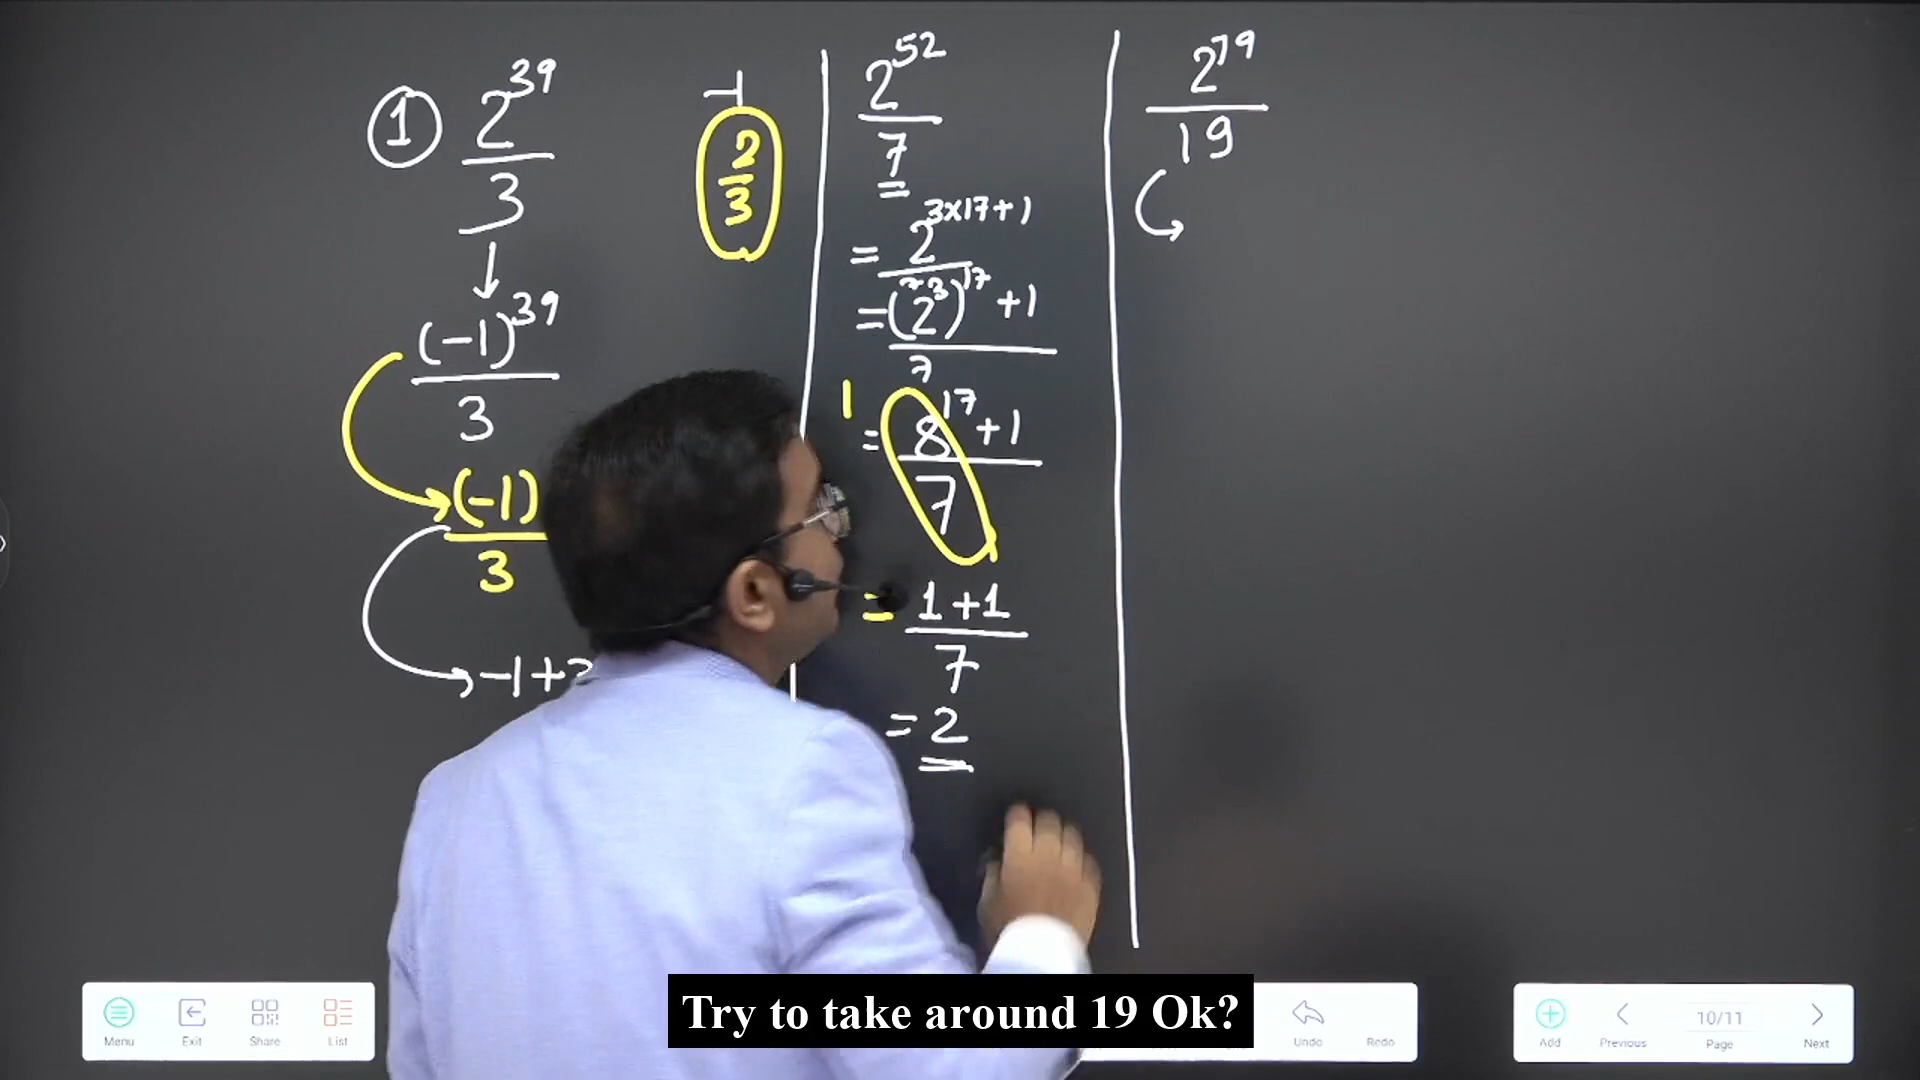 ① 2^39
3
(-1)^39
3
(-1)
3
-1+
-1
2
3
2^52
7
= 2^3×17+1
7
= (2^3)^17 +1
7
1
= 8^17 +1
7
= 1+1
7
= 2
2^79
19
Try to take around 19 Ok?
Menu
Exit
Share
List
Undo
Redo
Add
Previous
10/11
Page
Next